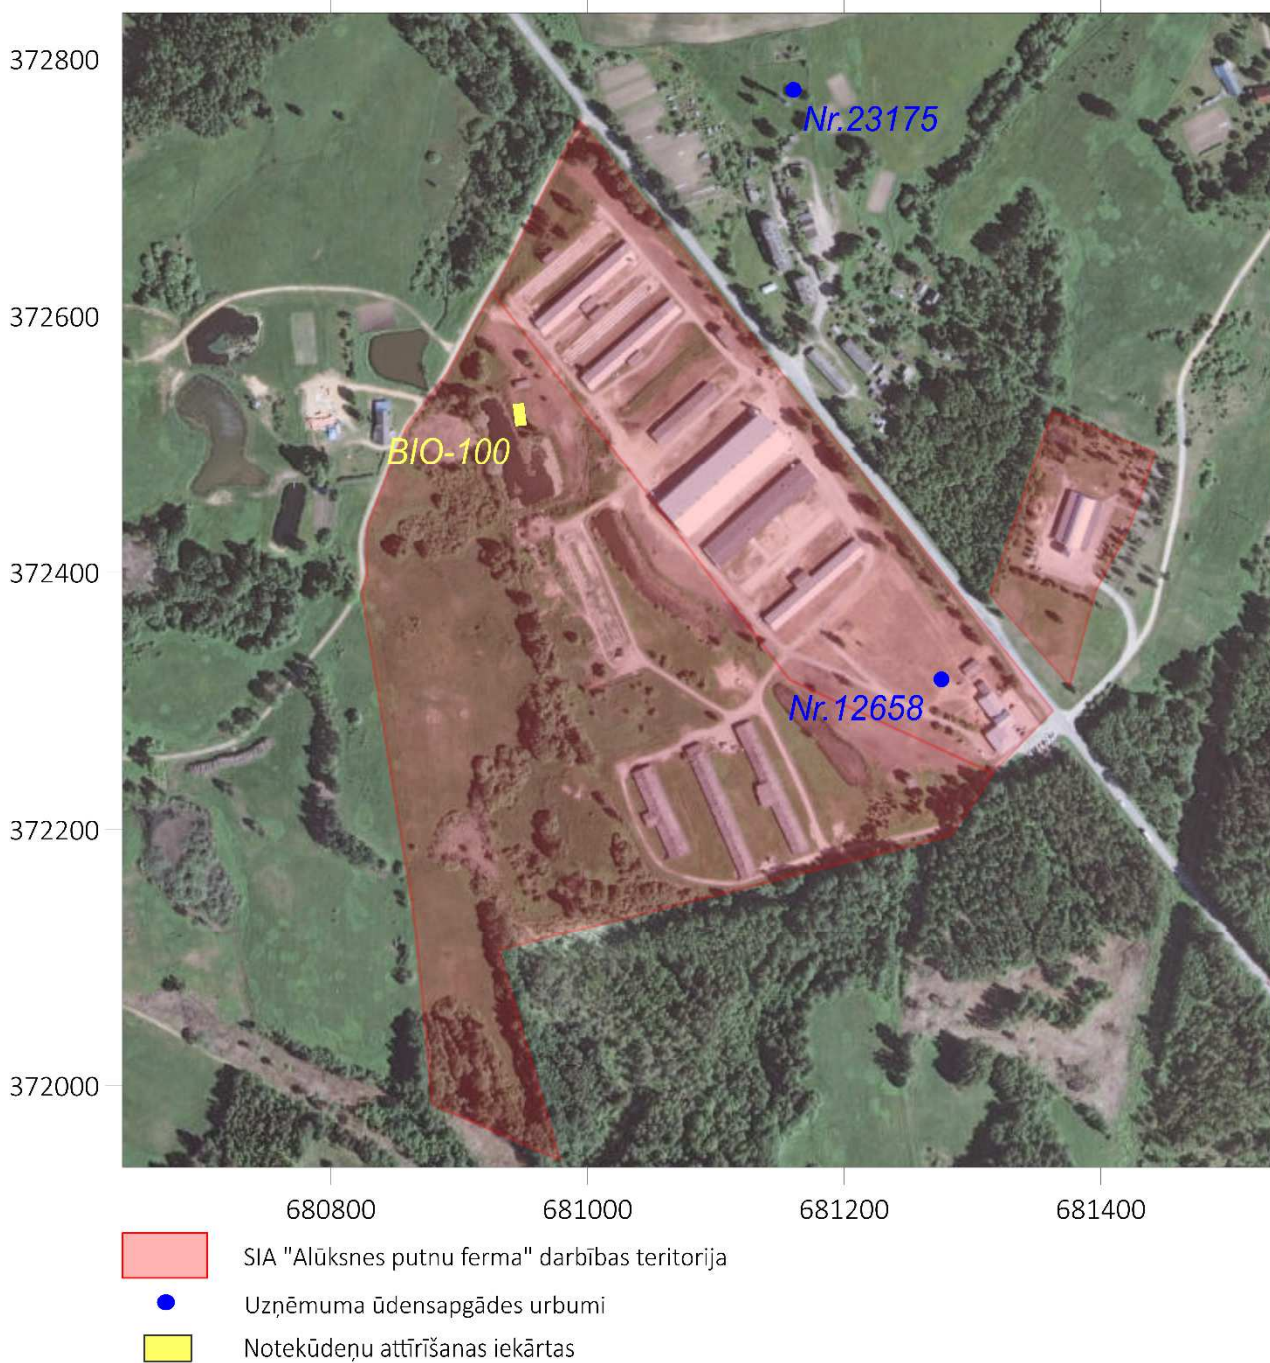 372800
Nr.23175
372600
BIO-100
372400
Nr.12658
372200
372000
680800 681000 681200 681400
SIA "Alūksnes putnu ferma" darbības teritorija
Uzņēmuma ūdensapgādes urbumi
Notekūdeņu attīrīšanas iekārtas